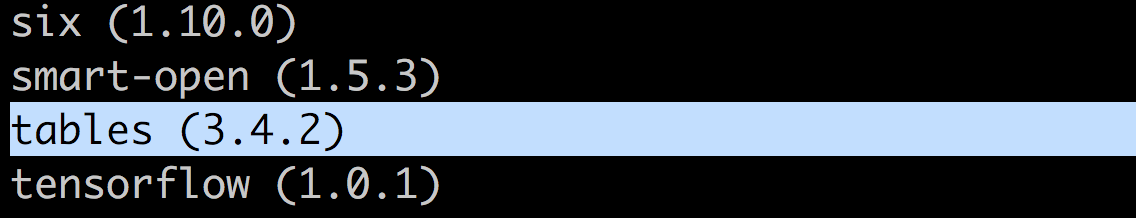 six (1.10.0)
smart-open (1.5.3)
tables (3.4.2)
tensorflow (1.0.1)